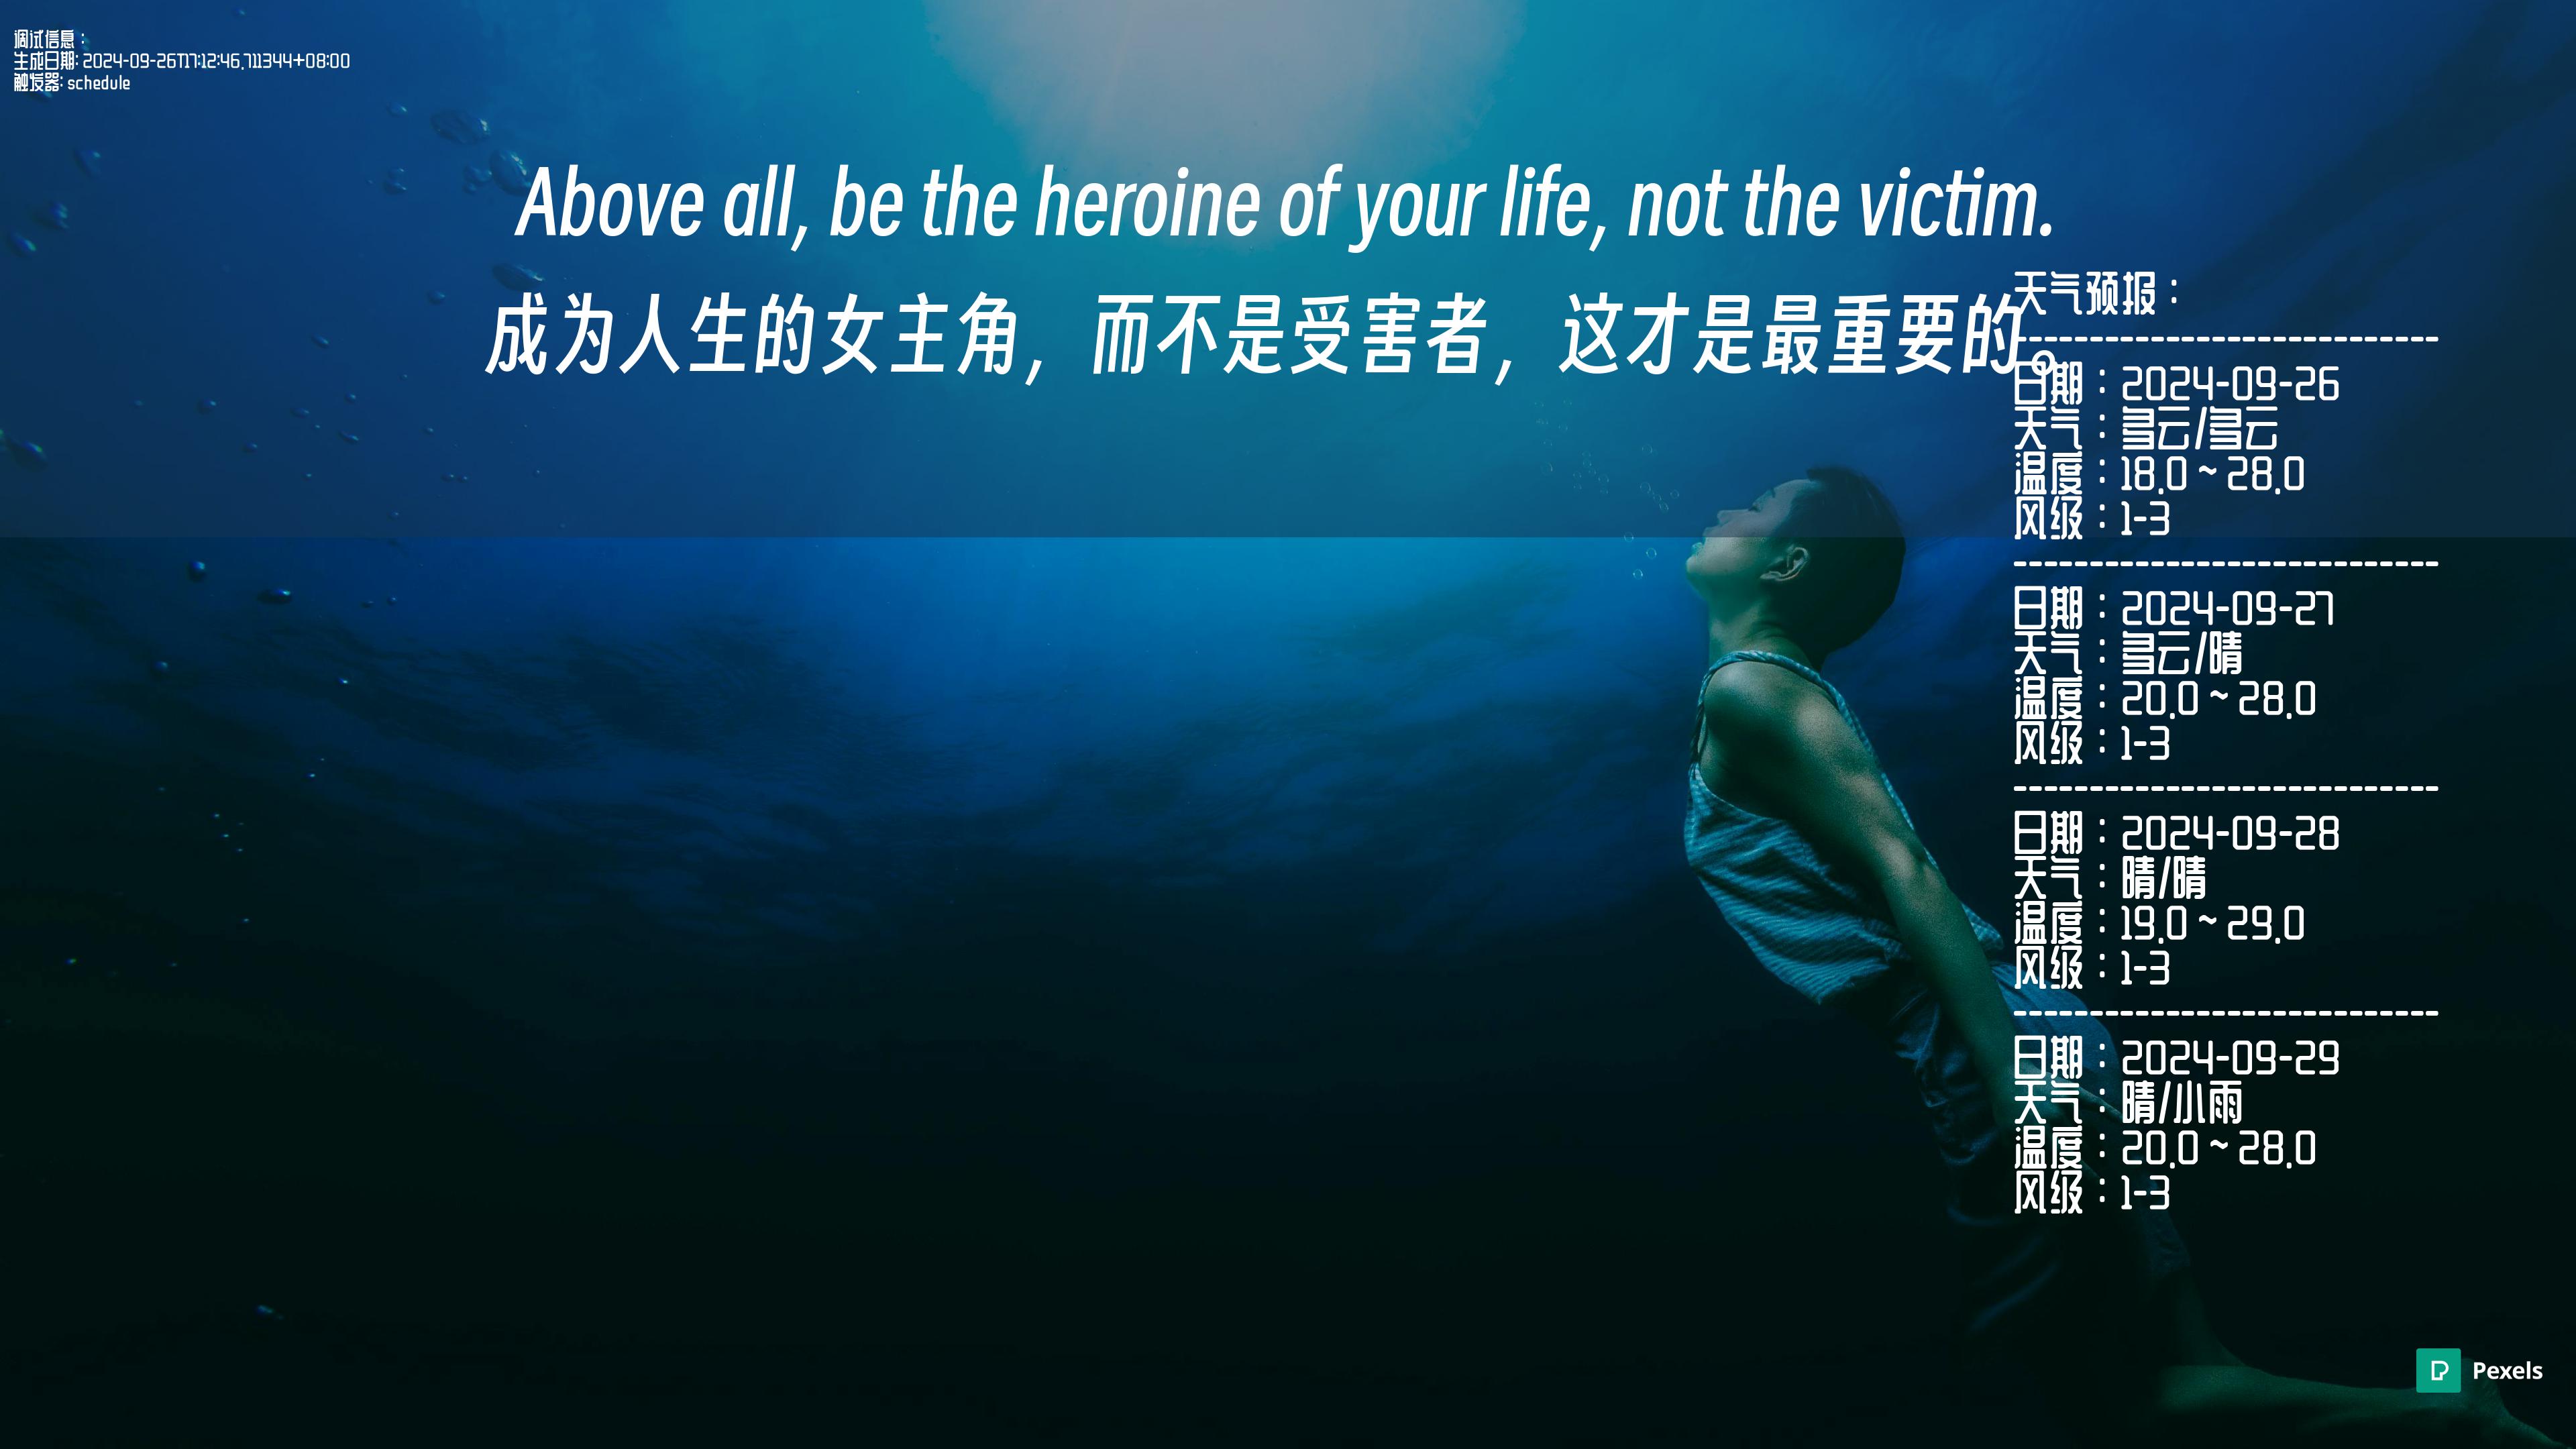 调试信息：
生成日期: 2024-09-26T17:12:46.711344+08:00
触发器: schedule
Above all, be the heroine of your life, not the victim.
成为人生的女主角，而不是受害者，这才是最重要的。
天气预报：
----------------------------
日期：2024-09-26
天气：多云/多云
温度：18.0 ~ 28.0
风级：1-3
----------------------------
日期：2024-09-27
天气：多云/晴
温度：20.0 ~ 28.0
风级：1-3
----------------------------
日期：2024-09-28
天气：晴/晴
温度：19.0 ~ 29.0
风级：1-3
----------------------------
日期：2024-09-29
天气：晴/小雨
温度：20.0 ~ 28.0
风级：1-3
Pexels